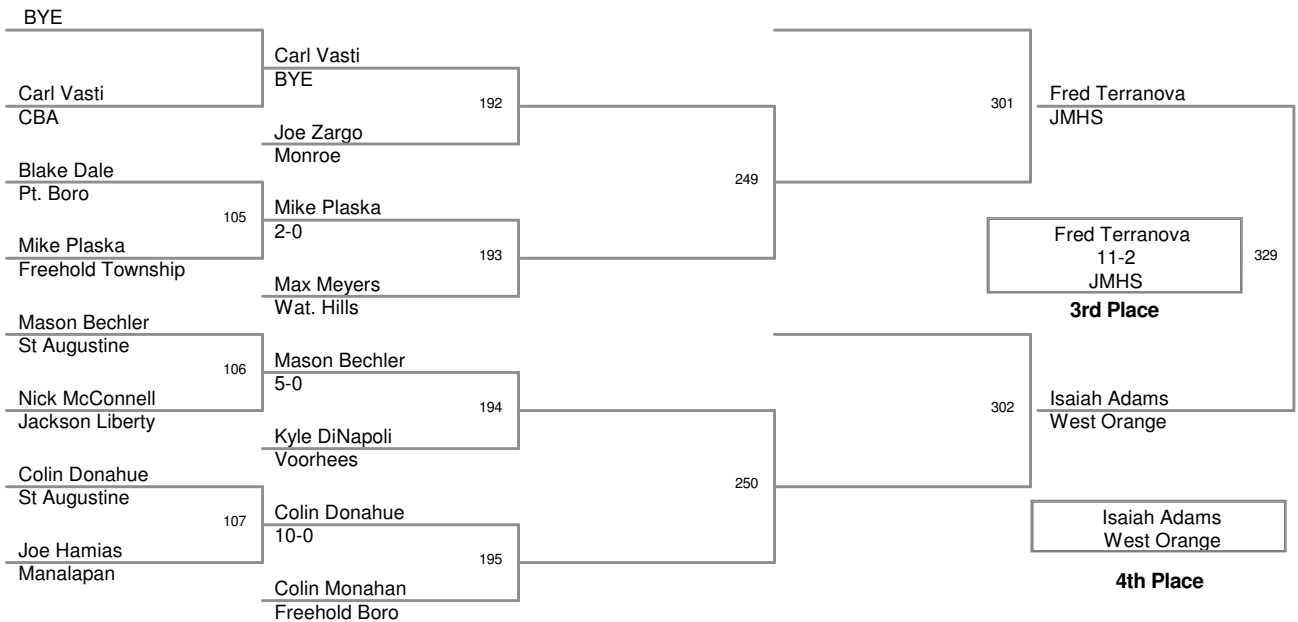 BYE
Carl Vasti
CBA
Blake Dale
Pt. Boro
105
Mike Plaska
Freehold Township
Mason Bechler
St Augustine
106
Nick McConnell
Jackson Liberty
Colin Donahue
St Augustine
107
Joe Hamias
Manalapan
Carl Vasti
BYE
192
Joe Zargo
Monroe
Mike Plaska
2-0
193
Max Meyers
Wat. Hills
Mason Bechler
5-0
194
Kyle DiNapoli
Voorhees
Colin Donahue
10-0
195
Colin Monahan
Freehold Boro
249
250
301
302
Fred Terranova
JMHS
Fred Terranova
11-2
JMHS
329
3rd Place
Isaiah Adams
West Orange
Isaiah Adams
West Orange
4th Place